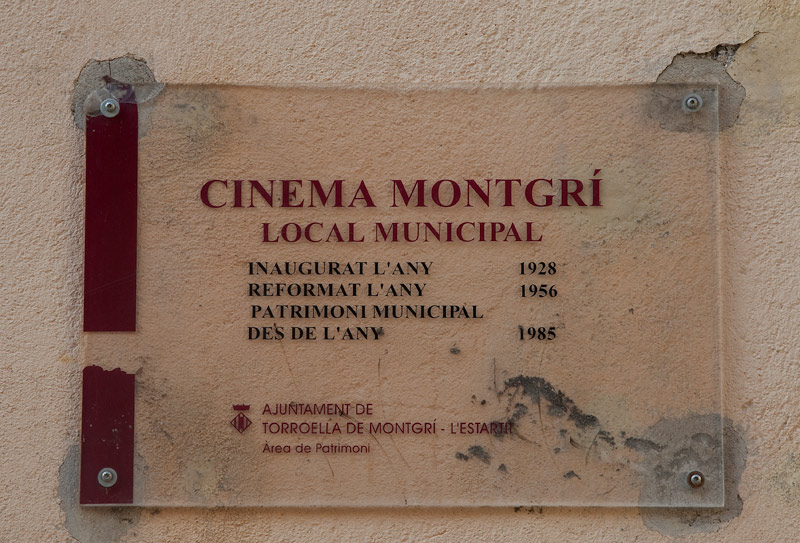 CINEMA MONTGRÍ
LOCAL MUNICIPAL
INAUGURAT L'ANY 1928
REFORMAT L'ANY 1956
PATRIMONI MUNICIPAL
DES DE L'ANY 1985
AJUNTAMENT DE
TORROELLA DE MONTGRÍ - L'ESTARTIT
Àrea de Patrimoni